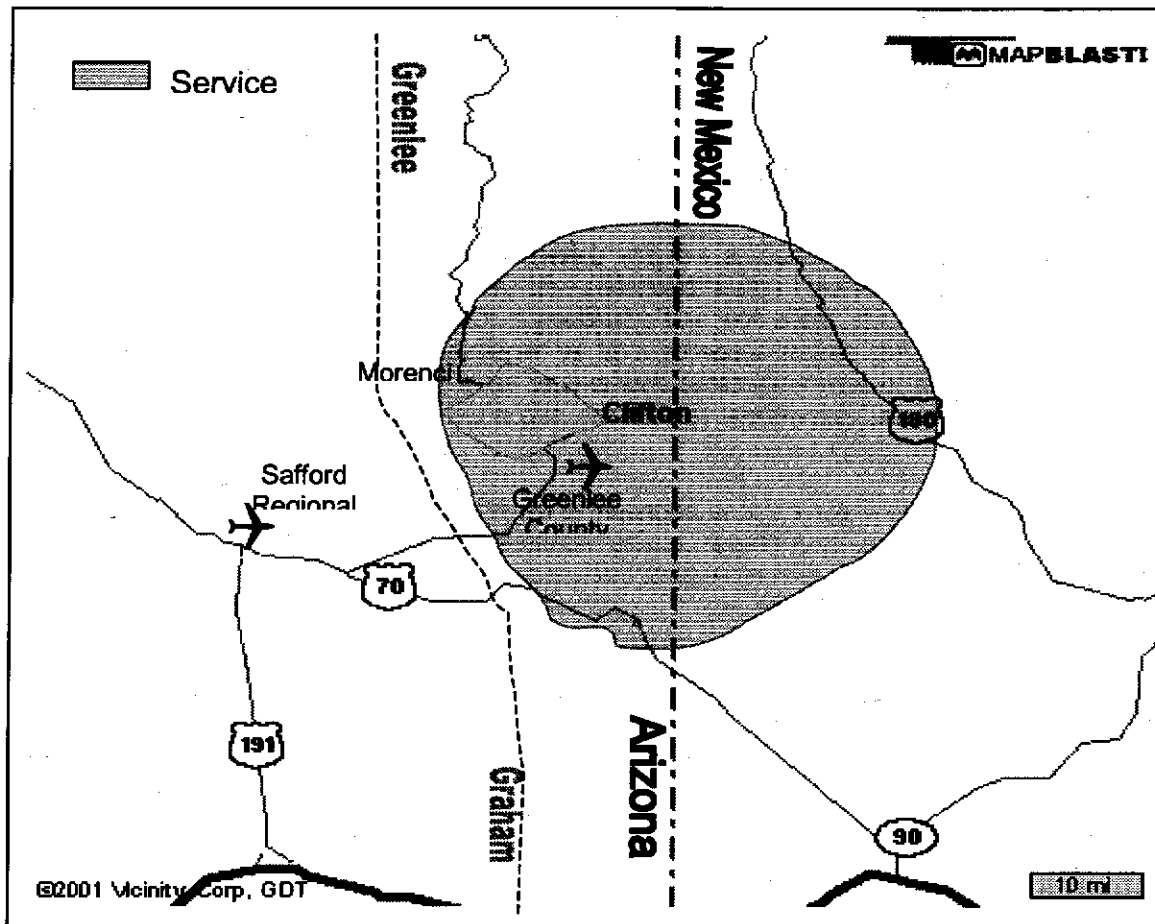 Service
Greenlee
New Mexico
MAPBLAST!
Morenci
Clifton
180
Safford
Regional
Greenlee
County
70
191
Graham
Arizona
90
©2001 Vicinity Corp, GDT
10 mi